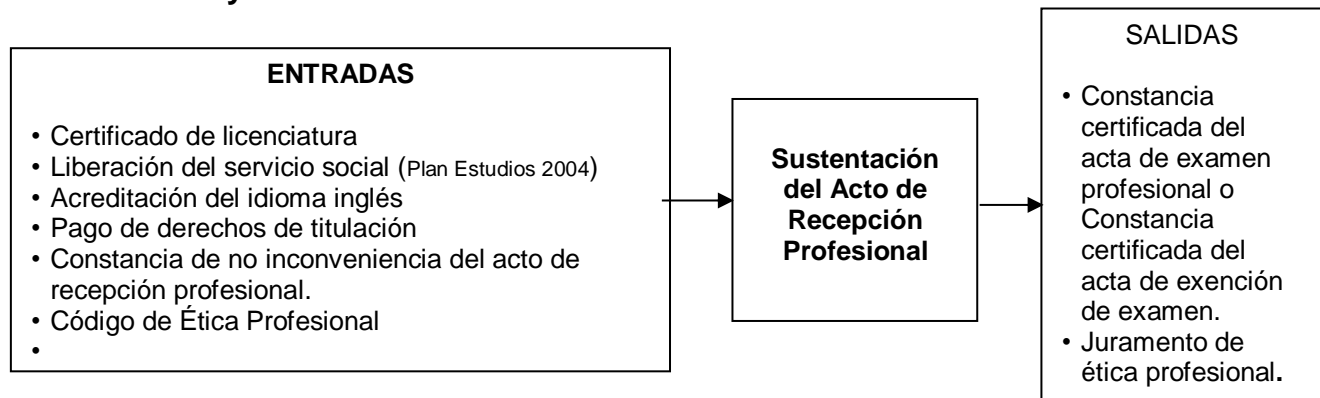 y
ENTRADAS
• Certificado de licenciatura
• Liberación del servicio social (Plan Estudios 2004)
• Acreditación del idioma inglés
• Pago de derechos de titulación
• Constancia de no inconveniencia del acto de
recepción profesional.
• Código de Ética Profesional
•
Sustentación
del Acto de
Recepción
Profesional
SALIDAS
• Constancia
certificada del
acta de examen
profesional o
Constancia
certificada del
acta de exención
de examen.
• Juramento de
ética profesional.